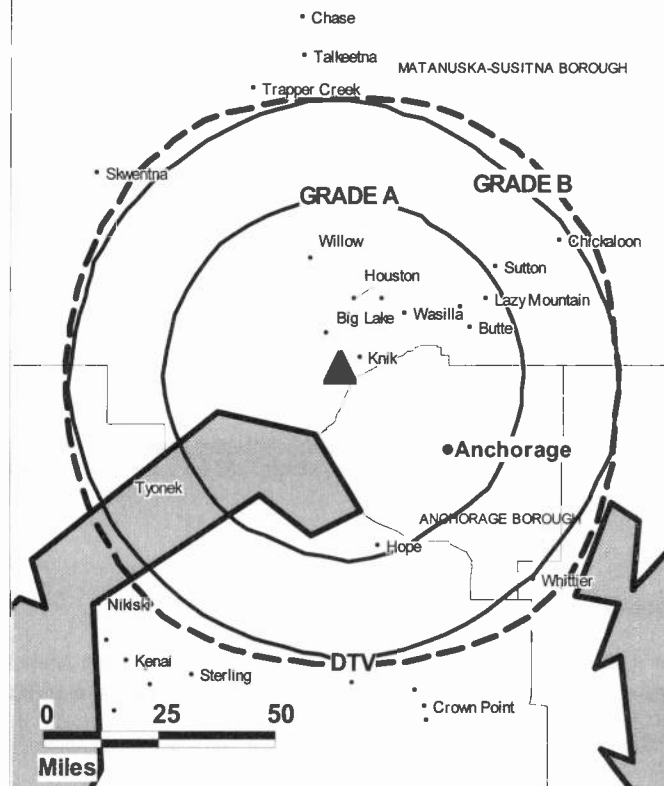 Chase
Talkeetna
MATANUSKA-SUSITNA BOROUGH
Trapper Creek
Skwentna
GRADE B
GRADE A
Willow
Chickaloon
Houston
Sutton
Lazy Mountain
Big Lake
Wasilla
Butte
Knik
Anchorage
Tyonek
ANCHORAGE BOROUGH
Hope
Whittier
Nikiski
Kenai
DTV
Sterling
Crown Point
0 25 50
Miles